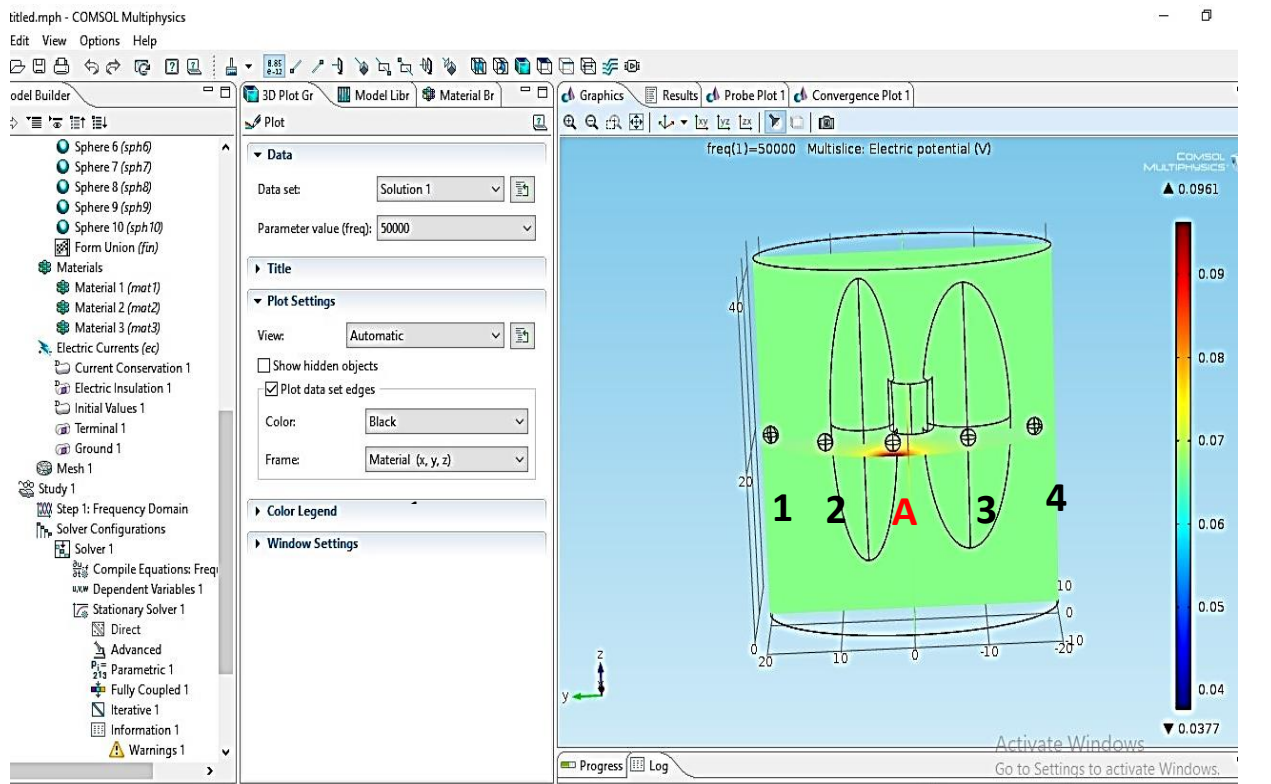 titled.mph - COMSOL Multiphysics
Edit View Options Help
odel Builder
3D Plot Gr Model Libr Material Br
Graphics Results Probe Plot 1 Convergence Plot 1
Plot
Sphere 6 (sph6)
Sphere 7 (sph7)
Sphere 8 (sph8)
Sphere 9 (sph9)
Sphere 10 (sph10)
Form Union (fin)
Materials
Material 1 (mat1)
Material 2 (mat2)
Material 3 (mat3)
Electric Currents (ec)
Current Conservation 1
Electric Insulation 1
Initial Values 1
Terminal 1
Ground 1
Mesh 1
Study 1
Step 1: Frequency Domain
Solver Configurations
Solver 1
Compile Equations: Freq
Dependent Variables 1
Stationary Solver 1
Direct
Advanced
Parametric 1
Fully Coupled 1
Iterative 1
Information 1
Warnings 1
Data
Data set: Solution 1
Parameter value (freq): 50000
Title
Plot Settings
View: Automatic
Show hidden objects
Plot data set edges
Color: Black
Frame: Material (x, y, z)
Color Legend
Window Settings
freq(1)=50000 Multislice: Electric potential (V)
COMSOL
MULTIPHYSICS
0.0961
0.09
0.08
0.07
0.06
0.05
0.04
0.0377
40
20
0
1 2 A 3 4
10
0
-10
20 10 0 -10 -20
z
y
Activate Windows
Go to Settings to activate Windows.
Progress Log